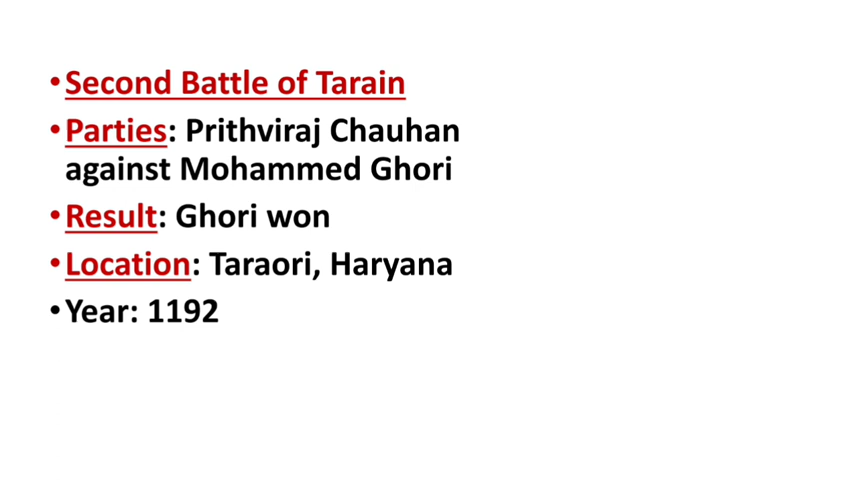 • Second Battle of Tarain
• Parties: Prithviraj Chauhan
against Mohammed Ghori
• Result: Ghori won
• Location: Taraori, Haryana
• Year: 1192